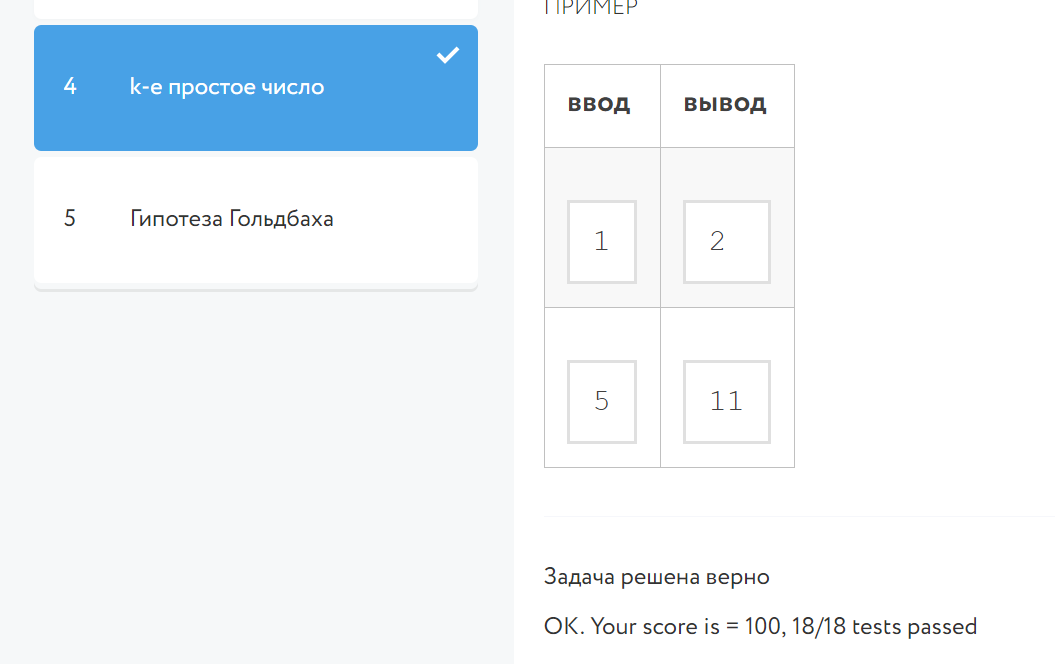 ПРИМЕР
4 k-е простое число
5 Гипотеза Гольдбаха
ВВОД ВЫВОД
1 2
5 11
Задача решена верно
OK. Your score is = 100, 18/18 tests passed